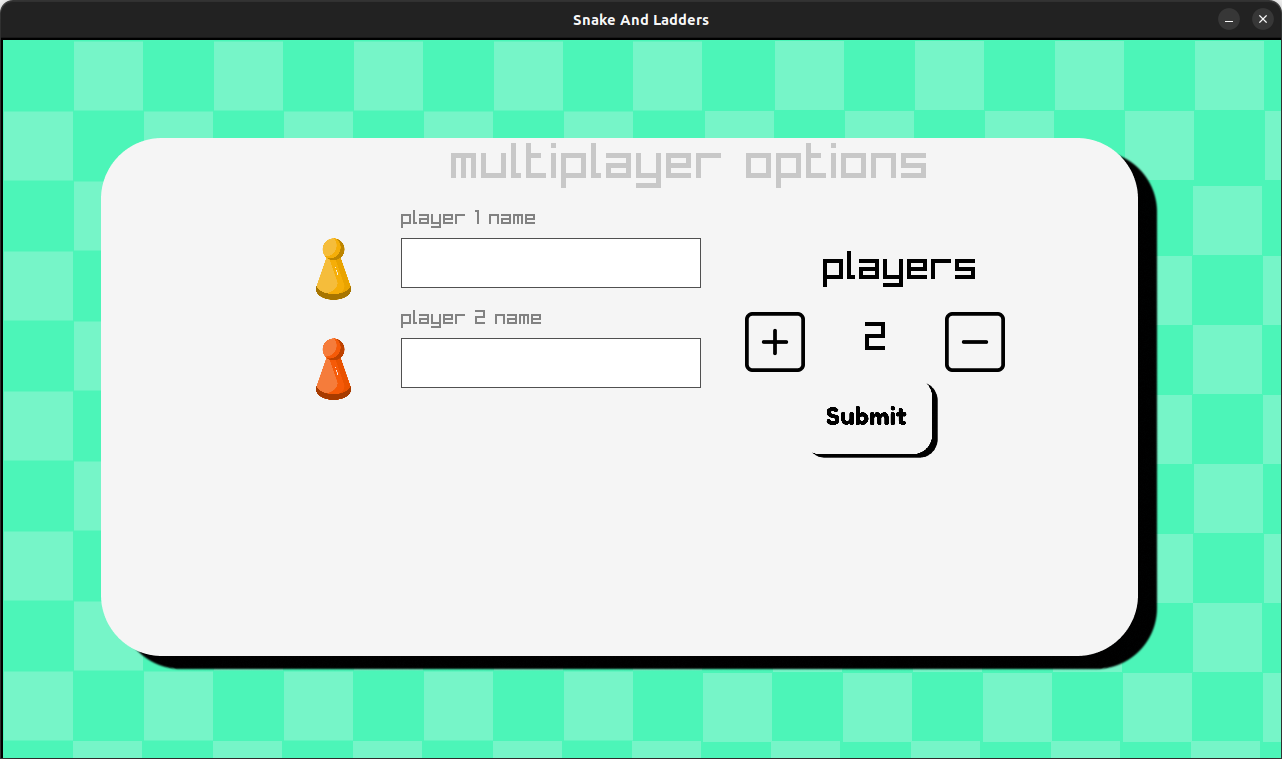 Snake And Ladders
multiplayer options
player 1 name
player 2 name
players
+ 2 −
Submit